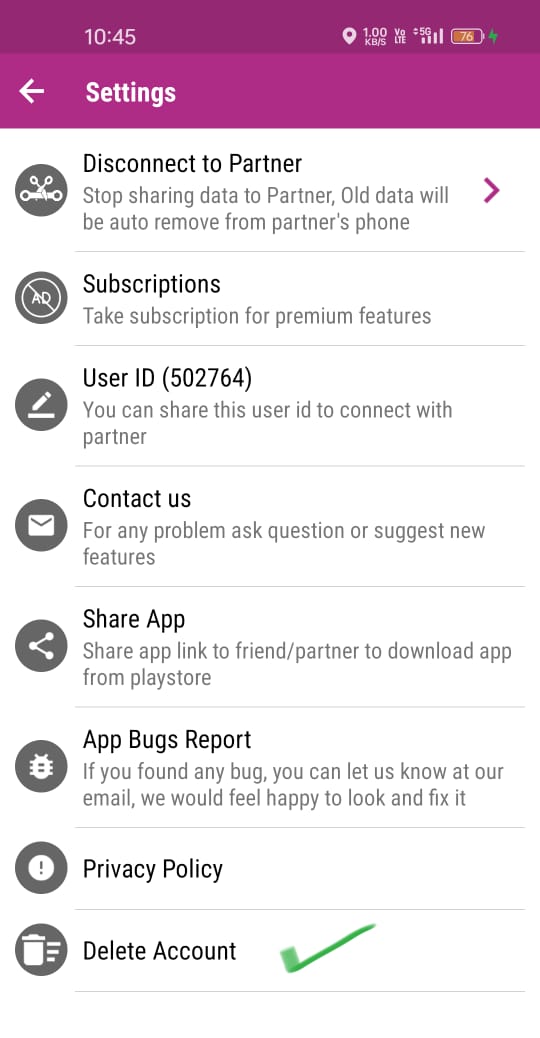 10:45
1.00 KB/S
Vo LTE
5G
76
Settings
Disconnect to Partner
Stop sharing data to Partner, Old data will
be auto remove from partner's phone
AD
Subscriptions
Take subscription for premium features
User ID (502764)
You can share this user id to connect with
partner
Contact us
For any problem ask question or suggest new
features
Share App
Share app link to friend/partner to download app
from playstore
App Bugs Report
If you found any bug, you can let us know at our
email, we would feel happy to look and fix it
Privacy Policy
Delete Account